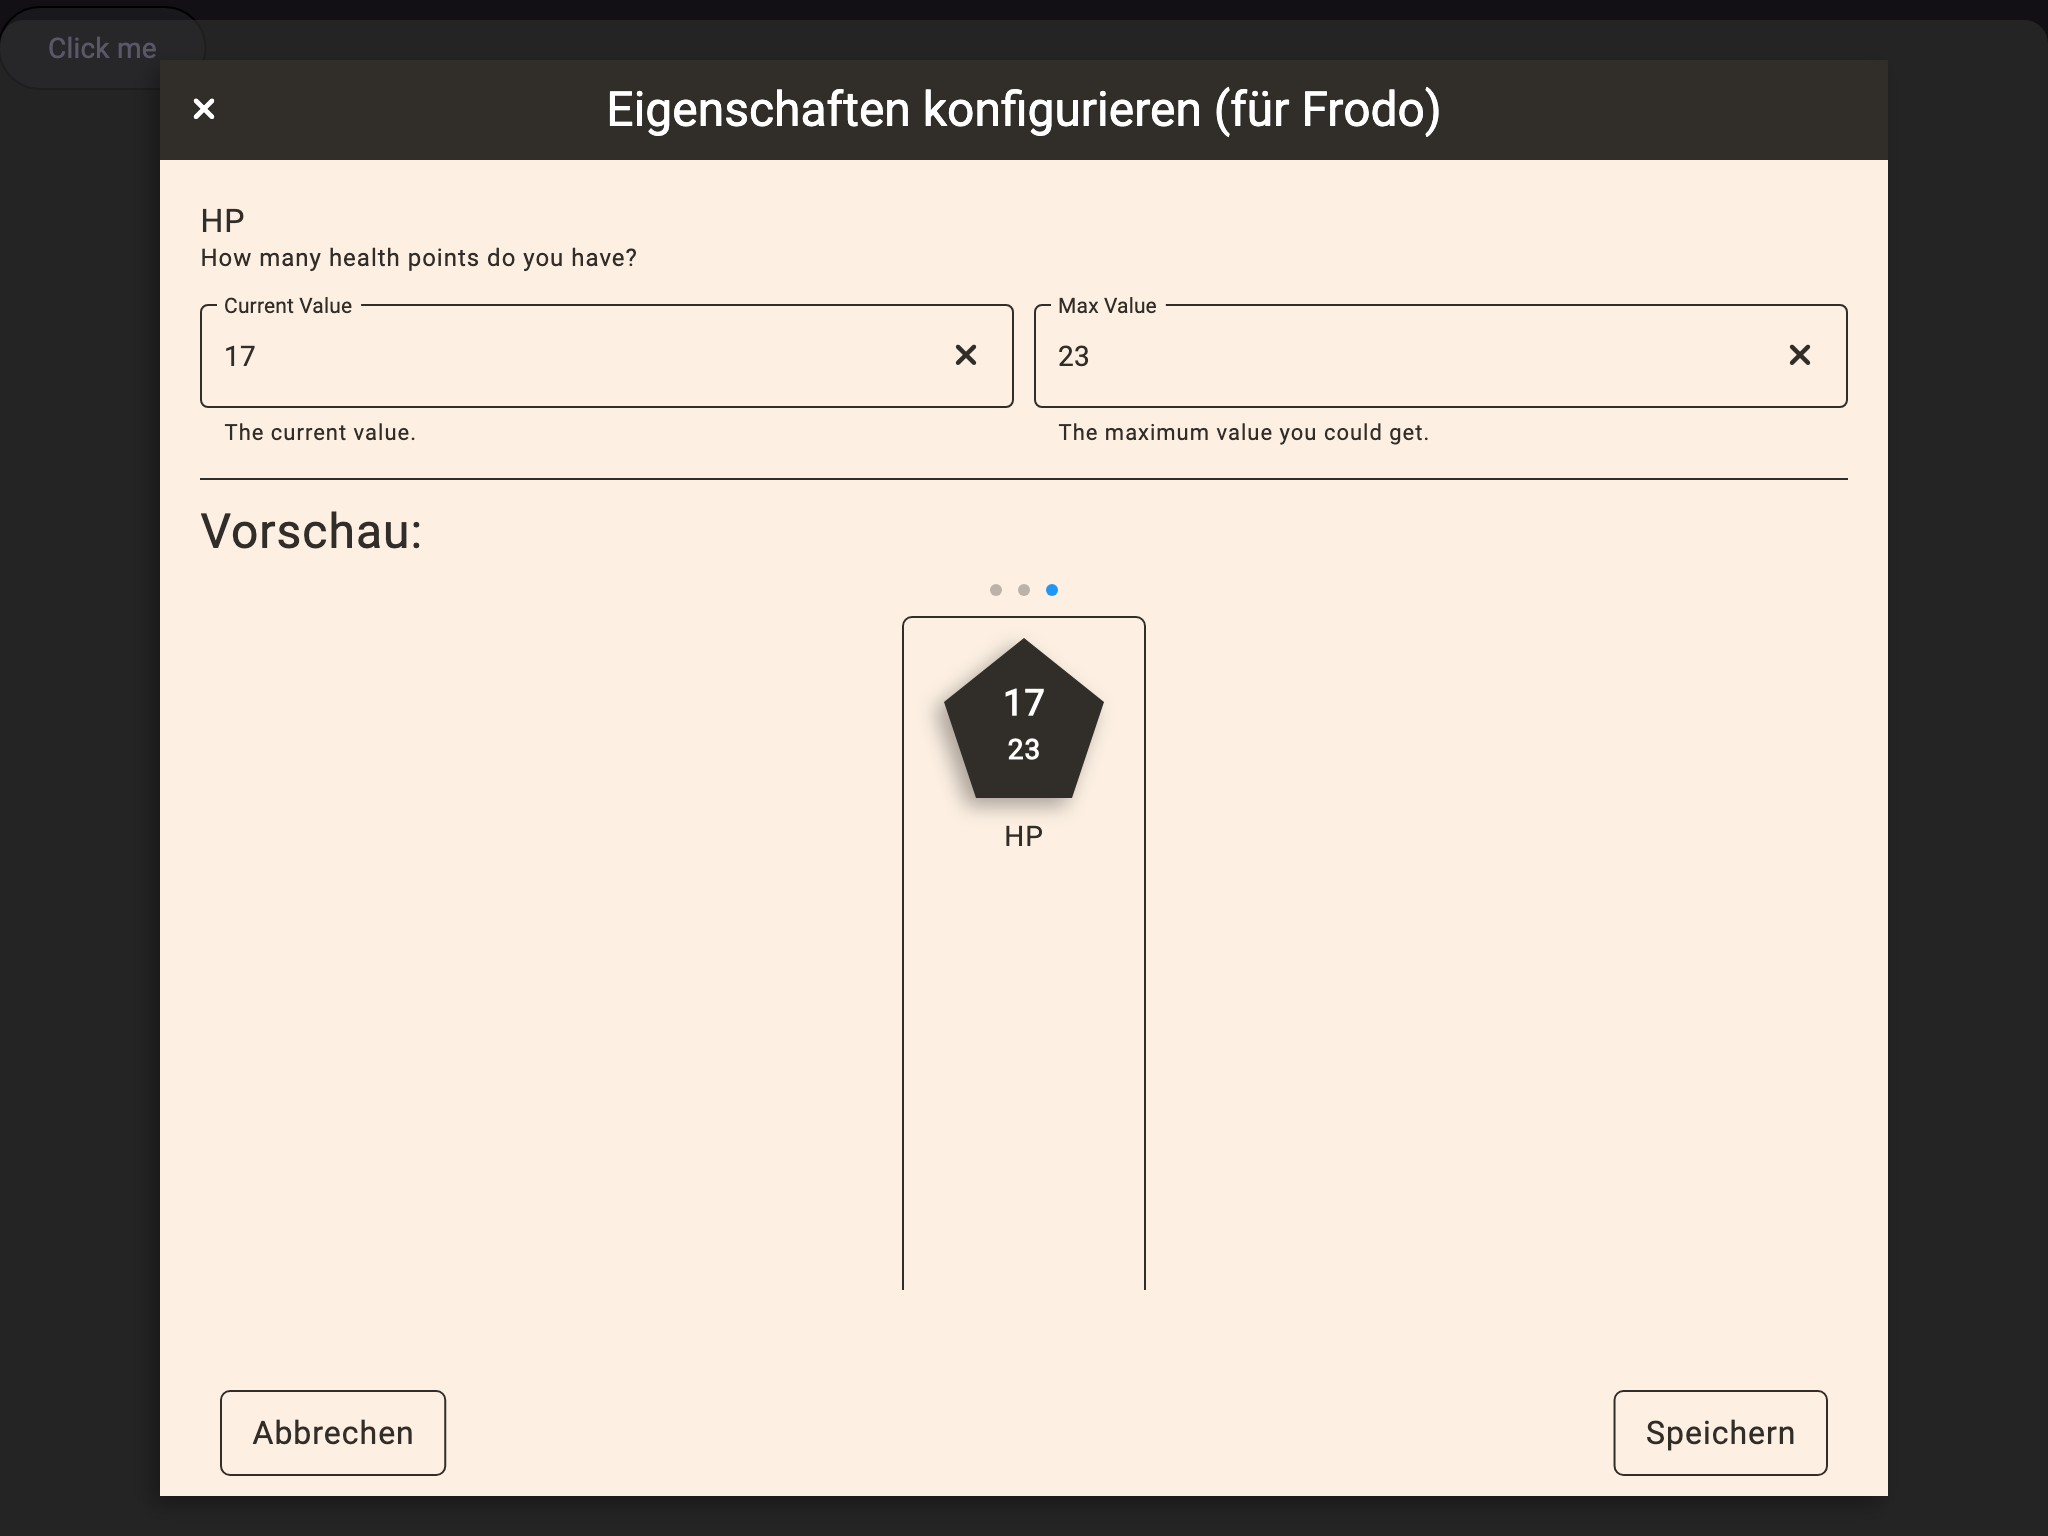 Click me
Eigenschaften konfigurieren (für Frodo)
HP
How many health points do you have?
Current Value
Max Value
17
23
The current value.
The maximum value you could get.
Vorschau:
17
23
HP
Abbrechen
Speichern